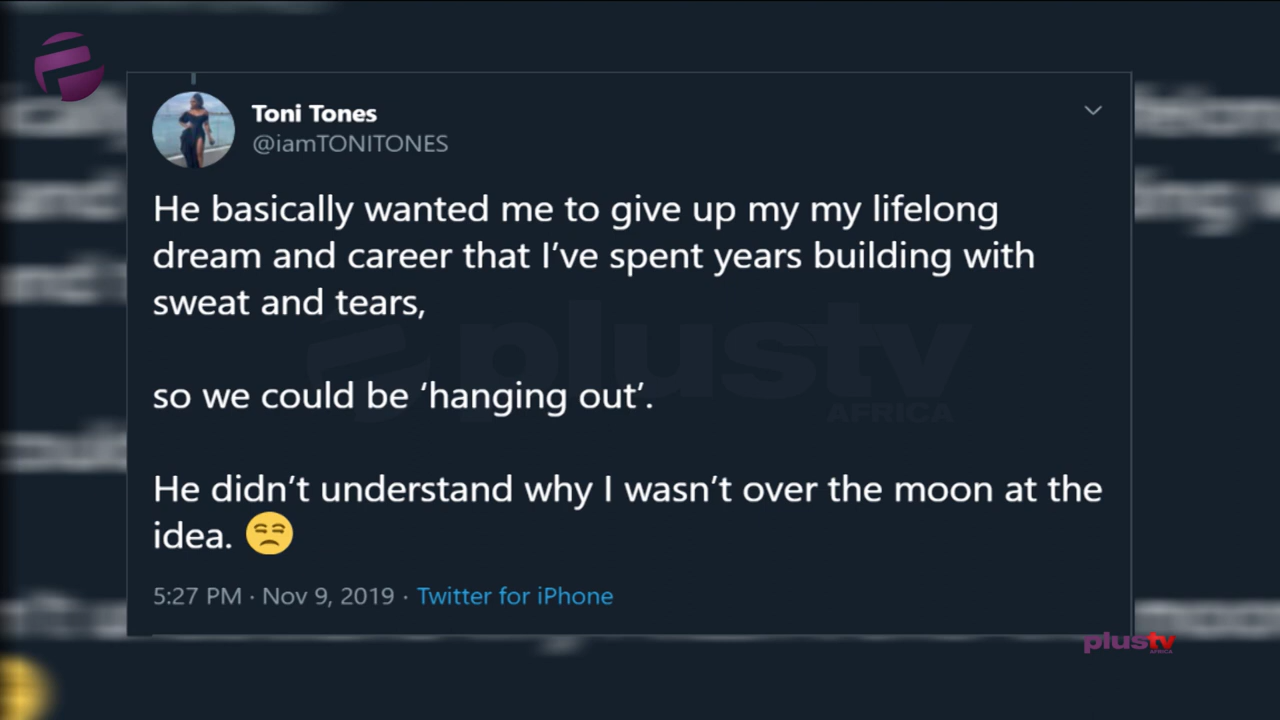 Toni Tones
@iamTONITONES
He basically wanted me to give up my my lifelong
dream and career that I’ve spent years building with
sweat and tears,
so we could be ‘hanging out’.
He didn’t understand why I wasn’t over the moon at the
idea. 😒
5:27 PM · Nov 9, 2019 · Twitter for iPhone
plustv
AFRICA
plustv
AFRICA